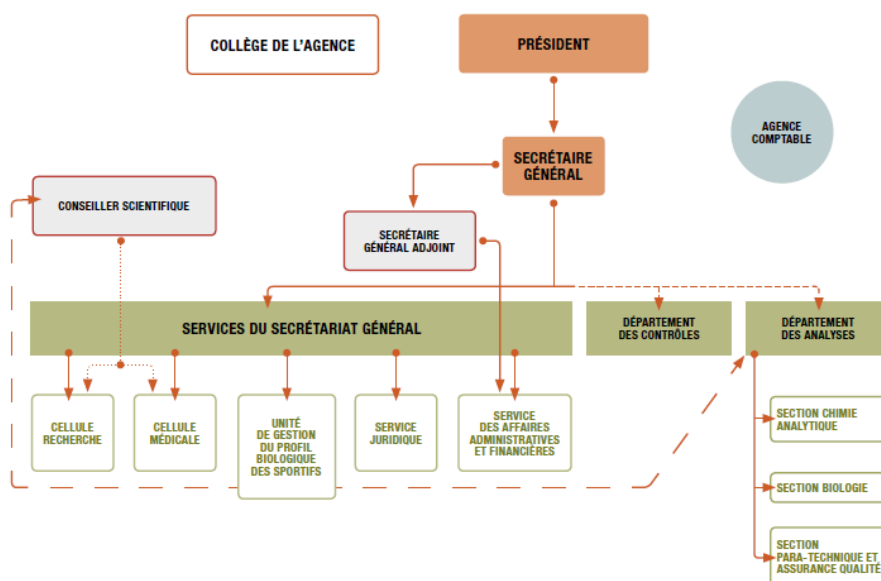 COLLÈGE DE L'AGENCE
PRÉSIDENT
AGENCE
COMPTABLE
SECRÉTAIRE
GÉNÉRAL
CONSEILLER SCIENTIFIQUE
SECRÉTAIRE
GÉNÉRAL ADJOINT
SERVICES DU SECRÉTARIAT GÉNÉRAL
DÉPARTEMENT
DES CONTRÔLES
DÉPARTEMENT
DES ANALYSES
CELLULE
RECHERCHE
CELLULE
MÉDICALE
UNITÉ
DE GESTION
DU PROFIL
BIOLOGIQUE
DES SPORTIFS
SERVICE
JURIDIQUE
SERVICE
DES AFFAIRES
ADMINISTRATIVES
ET FINANCIÈRES
SECTION CHIMIE
ANALYTIQUE
SECTION BIOLOGIE
SECTION
PARA-TECHNIQUE ET
ASSURANCE QUALITÉ